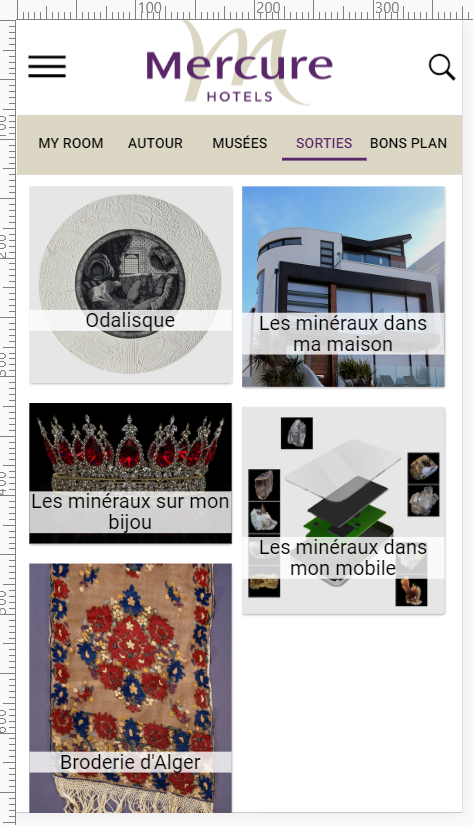 100
200
300
Mercure
HOTELS
MY ROOM AUTOUR MUSÉES SORTIES BONS PLAN
Odalisque
Les minéraux dans
ma maison
Les minéraux sur mon
bijou
Les minéraux dans
mon mobile
Broderie d'Alger